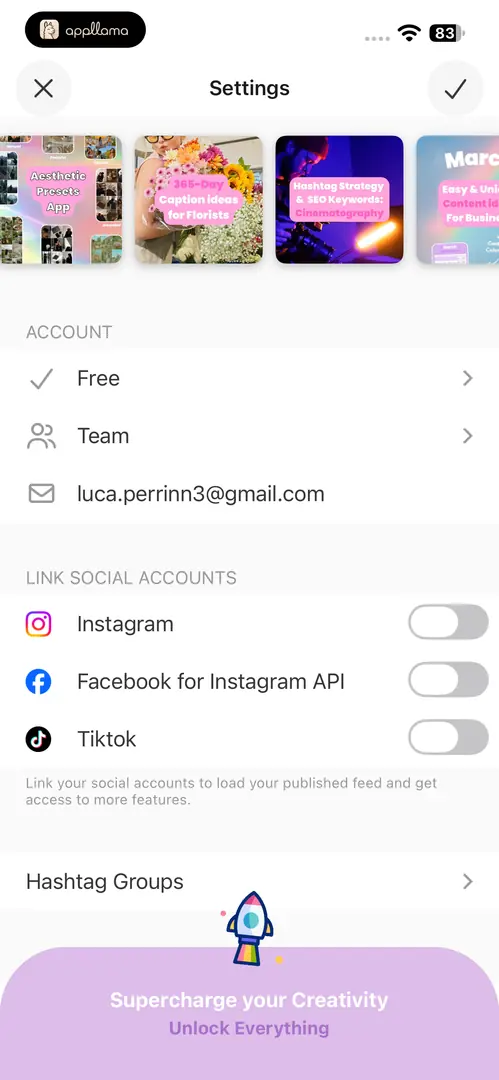 appllama
83
Settings
Aesthetic
Presets
App
365-Day
Caption ideas
for Florists
Hashtag Strategy
& SEO Keywords:
Cinematography
Marc
Easy & Uni
Content id
For Busine
ACCOUNT
Free
Team
luca.perrinn3@gmail.com
LINK SOCIAL ACCOUNTS
Instagram
Facebook for Instagram API
Tiktok
Link your social accounts to load your published feed and get
access to more features.
Hashtag Groups
Supercharge your Creativity
Unlock Everything